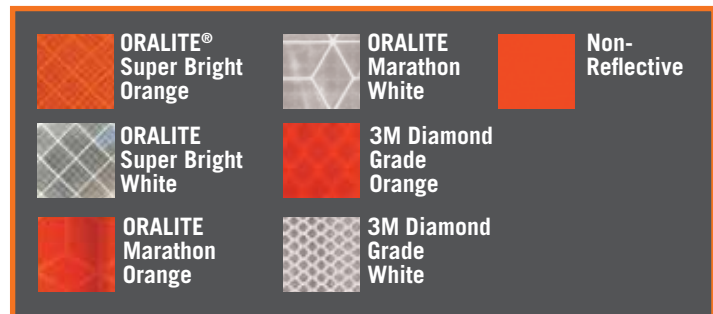 ORALITE®
Super Bright
Orange
ORALITE
Super Bright
White
ORALITE
Marathon
Orange
ORALITE
Marathon
White
3M Diamond
Grade
Orange
3M Diamond
Grade
White
Non-
Reflective